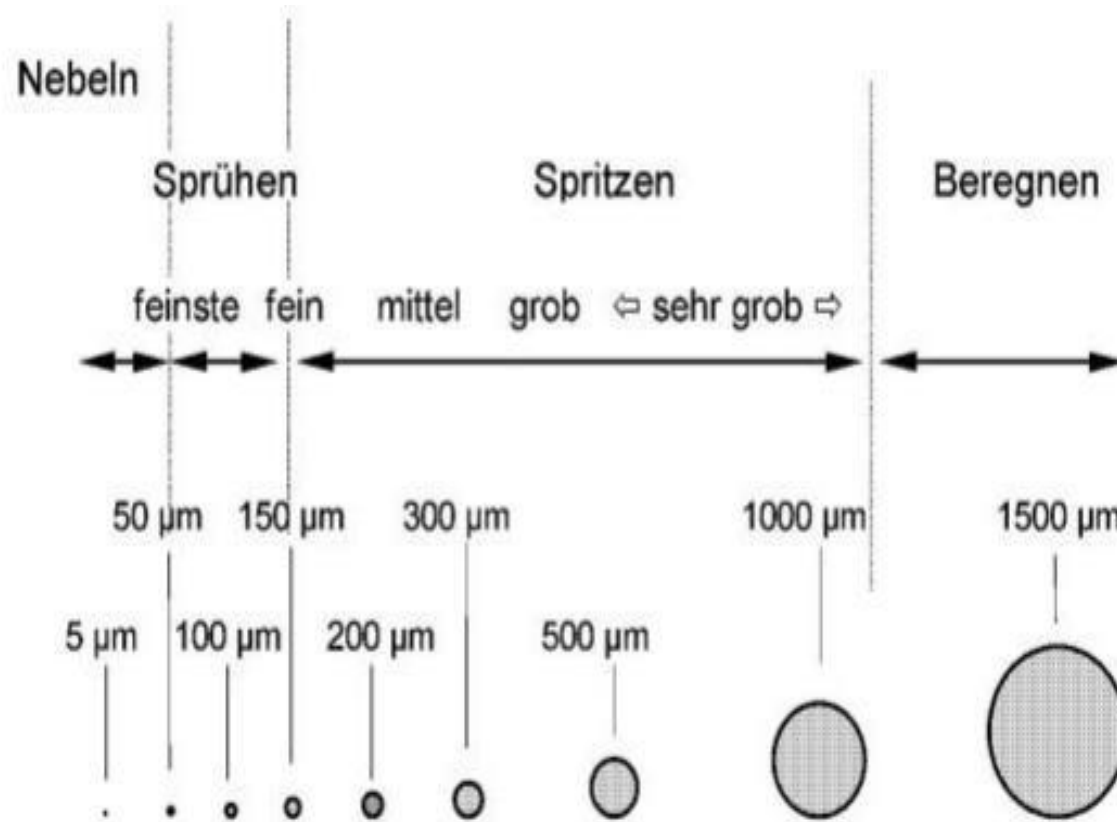 Nebeln
Sprühen Spritzen Beregnen
feinste fein mittel grob ⇦ sehr grob ⇨
50 µm 150 µm 300 µm 1000 µm 1500 µm
5 µm 100 µm 200 µm 500 µm